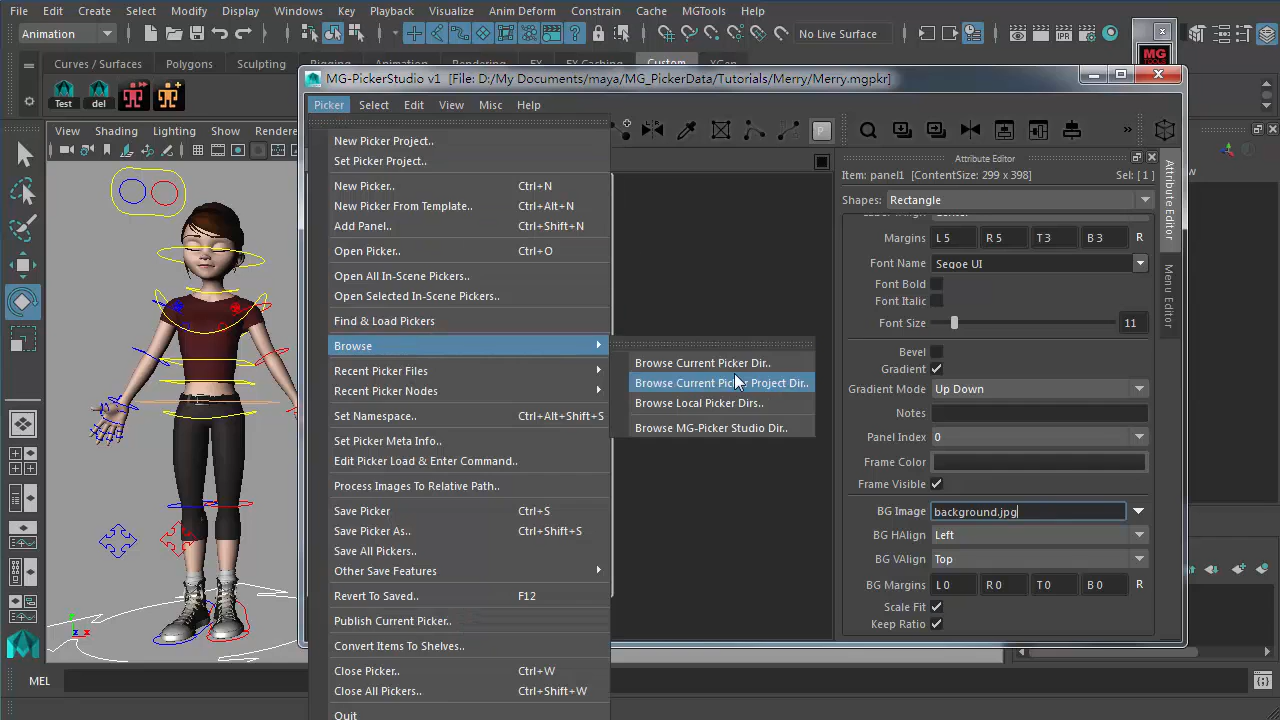 File Edit Create Select Modify Display Windows Key Playback Visualize Anim Deform Constrain Cache MGTools Help
Animation
No Live Surface
MG
Curves / Surfaces Polygons Custom
MG-PickerStudio v1 [File: D:/My Documents/maya/MG_PickerData/Tutorials/Merry/Merry.mgpkr]
Test del
Picker Select Edit View Misc Help
View Shading Lighting Show Rendere
P
»
New Picker Project..
Set Picker Project..
New Picker.. Ctrl+N
New Picker From Template.. Ctrl+Alt+N
Add Panel.. Ctrl+Shift+N
Open Picker.. Ctrl+O
Open All In-Scene Pickers..
Open Selected In-Scene Pickers..
Find & Load Pickers
Browse
Recent Picker Files
Recent Picker Nodes
Set Namespace.. Ctrl+Alt+Shift+S
Set Picker Meta Info..
Edit Picker Load & Enter Command..
Process Images To Relative Path..
Save Picker Ctrl+S
Save Picker As.. Ctrl+Shift+S
Save All Pickers..
Other Save Features
Revert To Saved.. F12
Publish Current Picker..
Convert Items To Shelves..
Close Picker.. Ctrl+W
Close All Pickers.. Ctrl+Shift+W
Quit
Browse Current Picker Dir..
Browse Current Picker Project Dir..
Browse Local Picker Dirs..
Browse MG-Picker Studio Dir..
Attribute Editor
Item: panel1 [ContentSize: 299 x 398] Sel: [ 1 ]
Shapes: Rectangle
Margins L 5 R 5 T 3 B 3 R
Font Name Segoe UI
Font Bold
Font Italic
Font Size 11
Bevel
Gradient
Gradient Mode Up Down
Notes
Panel Index 0
Frame Color
Frame Visible
BG Image background.jpg
BG HAlign Left
BG VAlign Top
BG Margins L 0 R 0 T 0 B 0 R
Scale Fit
Keep Ratio
Attribute Editor
Menu Editor
MEL